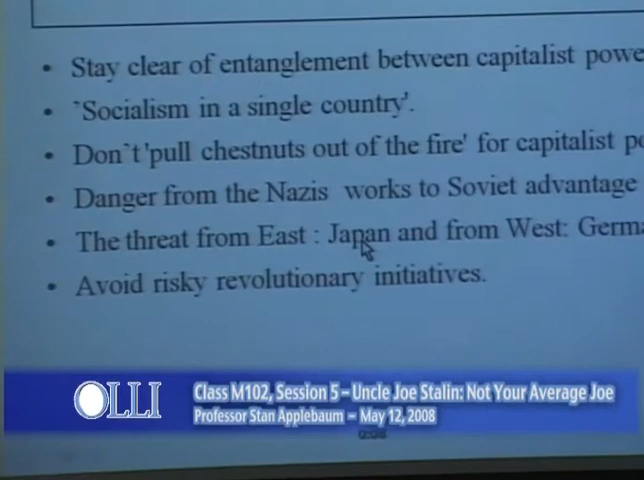 Stay clear of entanglement between capitalist powe
`Socialism in a single country'.
Don`t 'pull chestnuts out of the fire' for capitalist po
Danger from the Nazis works to Soviet advantage
The threat from East : Japan and from West: Germa
Avoid risky revolutionary initiatives.
OLLI
Class M102, Session 5 – Uncle Joe Stalin: Not Your Average Joe
Professor Stan Applebaum – May 12, 2008